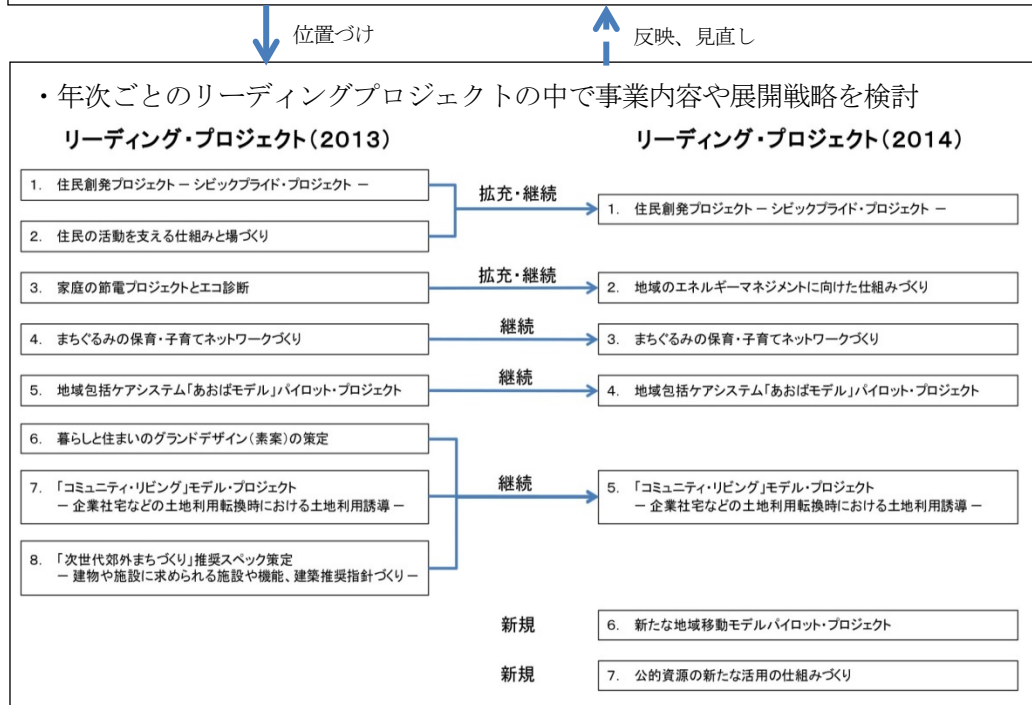 位置づけ
反映、見直し
・年次ごとのリーディングプロジェクトの中で事業内容や展開戦略を検討
リーディング・プロジェクト(2013)
リーディング・プロジェクト(2014)
1. 住民創発プロジェクト − シビックプライド・プロジェクト −
2. 住民の活動を支える仕組みと場づくり
拡充・継続
1. 住民創発プロジェクト − シビックプライド・プロジェクト −
3. 家庭の節電プロジェクトとエコ診断
拡充・継続
2. 地域のエネルギーマネジメントに向けた仕組みづくり
4. まちぐるみの保育・子育てネットワークづくり
継続
3. まちぐるみの保育・子育てネットワークづくり
5. 地域包括ケアシステム「あおばモデル」パイロット・プロジェクト
継続
4. 地域包括ケアシステム「あおばモデル」パイロット・プロジェクト
6. 暮らしと住まいのグランドデザイン(素案)の策定
7. 「コミュニティ・リビング」モデル・プロジェクト
− 企業社宅などの土地利用転換時における土地利用誘導 −
8. 「次世代郊外まちづくり」推奨スペック策定
− 建物や施設に求められる施設や機能、建築推奨指針づくり −
継続
5. 「コミュニティ・リビング」モデル・プロジェクト
− 企業社宅などの土地利用転換時における土地利用誘導 −
新規
6. 新たな地域移動モデルパイロット・プロジェクト
新規
7. 公的資源の新たな活用の仕組みづくり